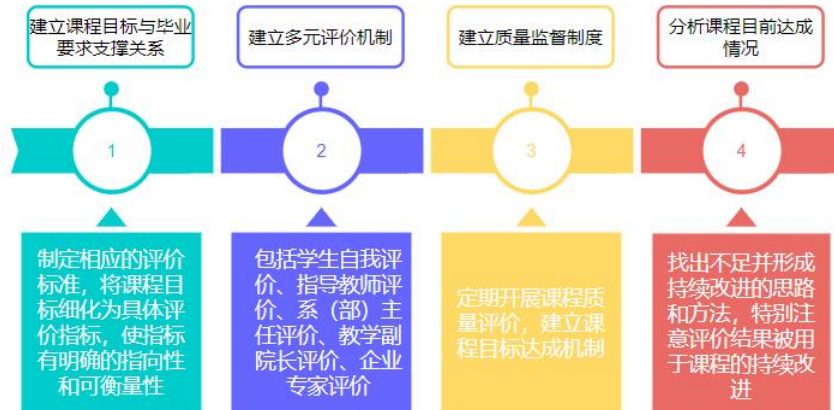 建立课程目标与毕业
要求支撑关系
建立多元评价机制
建立质量监督制度
分析课程目前达成
情况
1
2
3
4
制定相应的评价
标准，将课程目
标细化为具体评
价指标，使指标
有明确的指向性
和可衡量性
包括学生自我评
价、指导教师评
价、系（部）主
任评价、教学副
院长评价、企业
专家评价
定期开展课程质
量评价，建立课
程目标达成机制
找出不足并形成
持续改进的思路
和方法，特别注
意评价结果被用
于课程的持续改
进